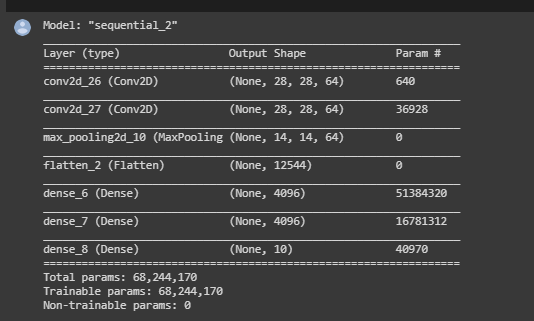 Model: "sequential_2"
Layer (type) Output Shape Param #
conv2d_26 (Conv2D) (None, 28, 28, 64) 640
conv2d_27 (Conv2D) (None, 28, 28, 64) 36928
max_pooling2d_10 (MaxPooling (None, 14, 14, 64) 0
flatten_2 (Flatten) (None, 12544) 0
dense_6 (Dense) (None, 4096) 51384320
dense_7 (Dense) (None, 4096) 16781312
dense_8 (Dense) (None, 10) 40970
Total params: 68,244,170
Trainable params: 68,244,170
Non-trainable params: 0